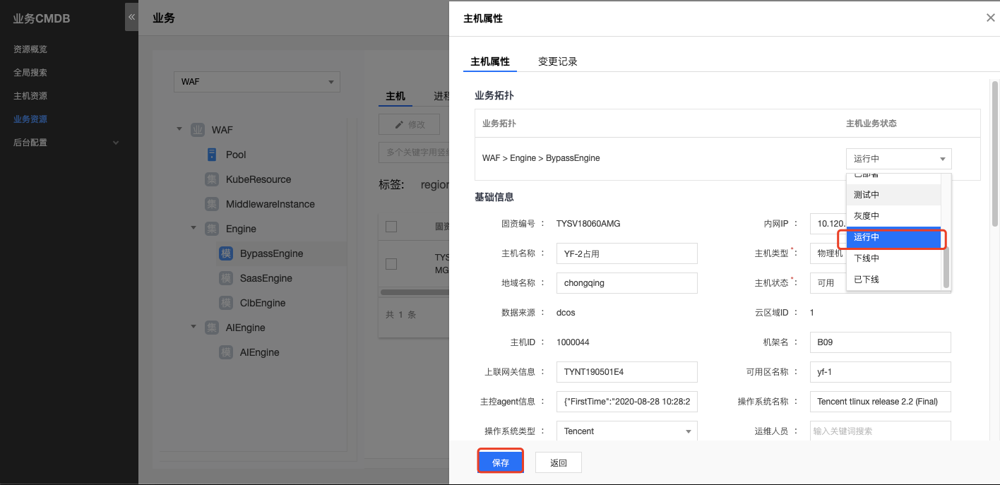 业务CMDB
«
资源概览
全局搜索
主机资源
业务资源
后台配置
业务
WAF
WAF
Pool
KubeResource
MiddlewareInstance
Engine
BypassEngine
SaasEngine
ClbEngine
AIEngine
AIEngine
业
集
集
集
模
模
模
集
模
主机
进程
修改
多个关键字用竖
标签:
region
固资
TYS
MG
共 1 条
主机属性
主机属性
变更记录
业务拓扑
业务拓扑
主机业务状态
WAF > Engine > BypassEngine
运行中
已部署
测试中
灰度中
运行中
下线中
已下线
基础信息
固资编号 ： TYSV18060AMG
内网IP ： 10.120.
主机名称 ： YF-2占用
主机类型*： 物理机
地域名称 ： chongqing
主机状态*： 可用
数据来源 ： dcos
云区域ID ： 1
主机ID ： 1000044
机架名 ： B09
上联网关信息 ： TYNT190501E4
可用区名称 ： yf-1
主控agent信息 ： {"FirstTime":"2020-08-28 10:28:2
操作系统名称 ： Tencent tlinux release 2.2 (Final)
操作系统类型 ： Tencent
运维人员 ： 输入关键词搜索
保存
返回